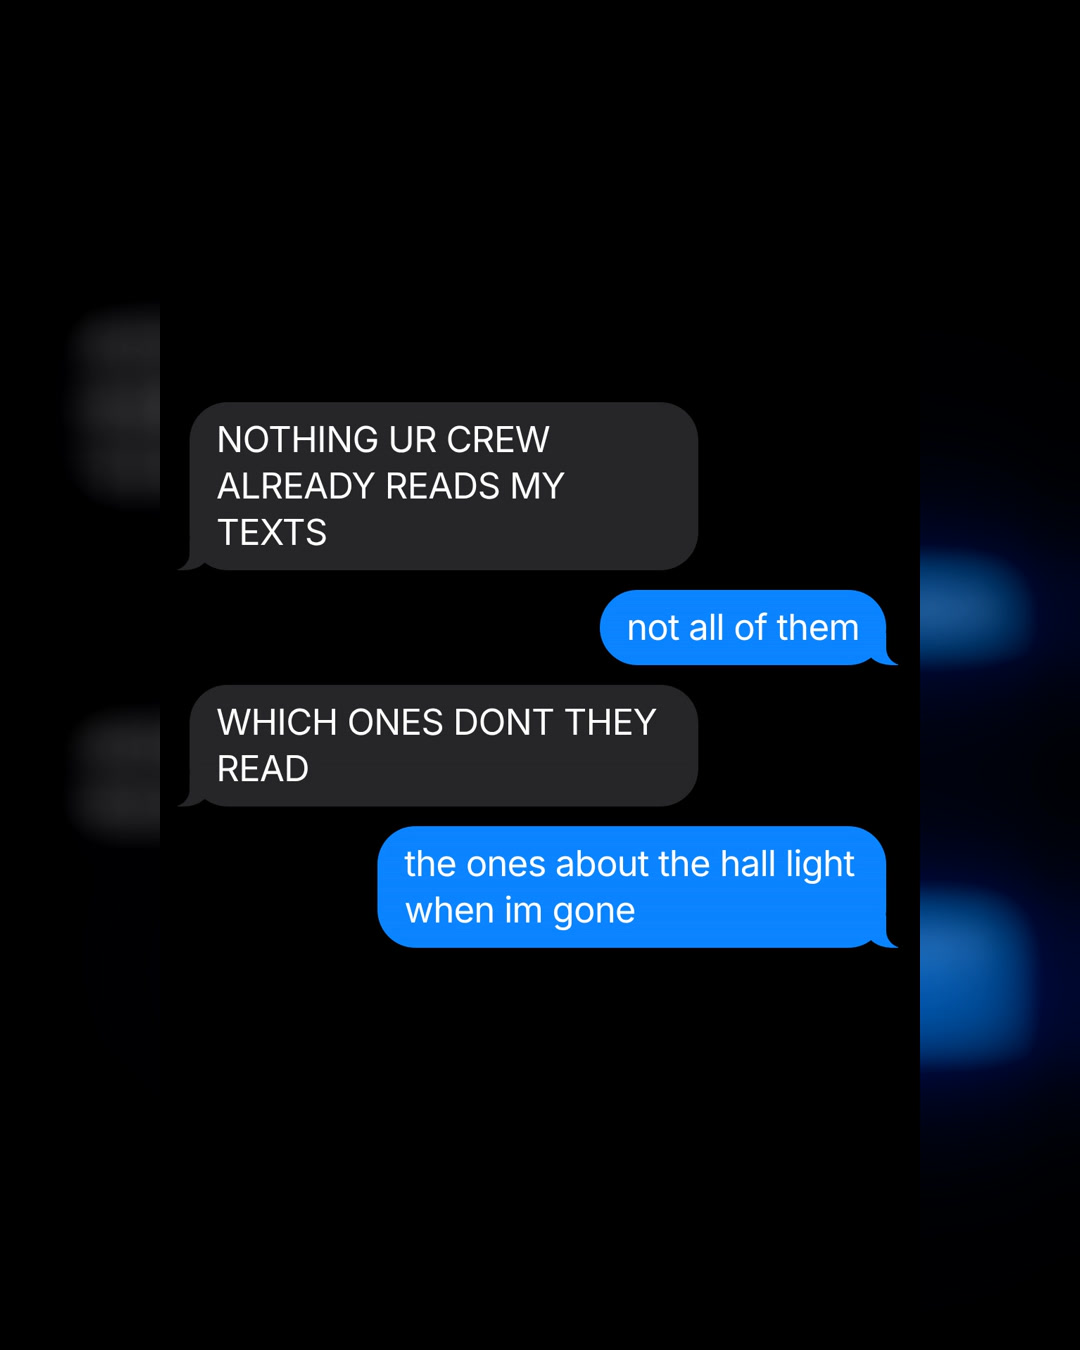 NOTHING UR CREW
ALREADY READS MY
TEXTS
not all of them
WHICH ONES DONT THEY
READ
the ones about the hall light
when im gone